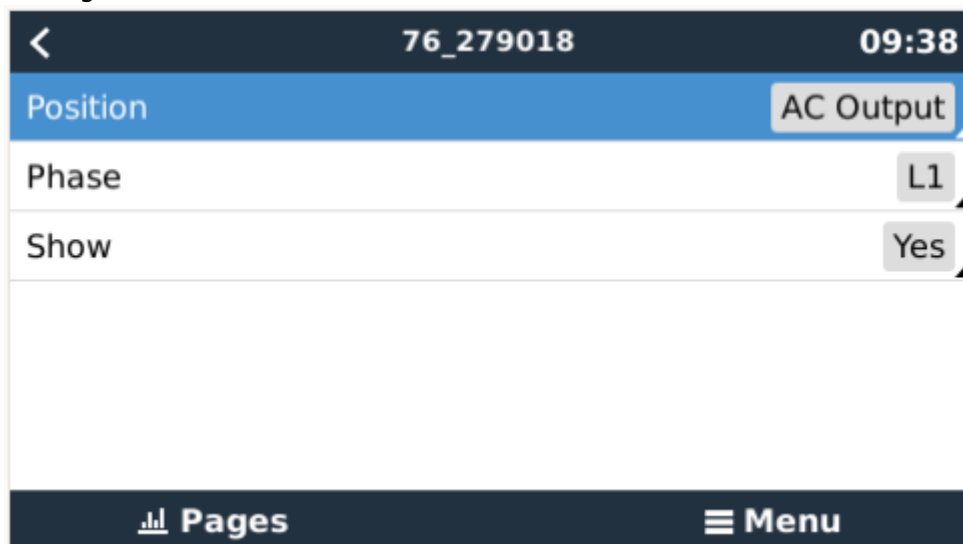 76_279018 09:38
Position AC Output
Phase L1
Show Yes
Pages Menu